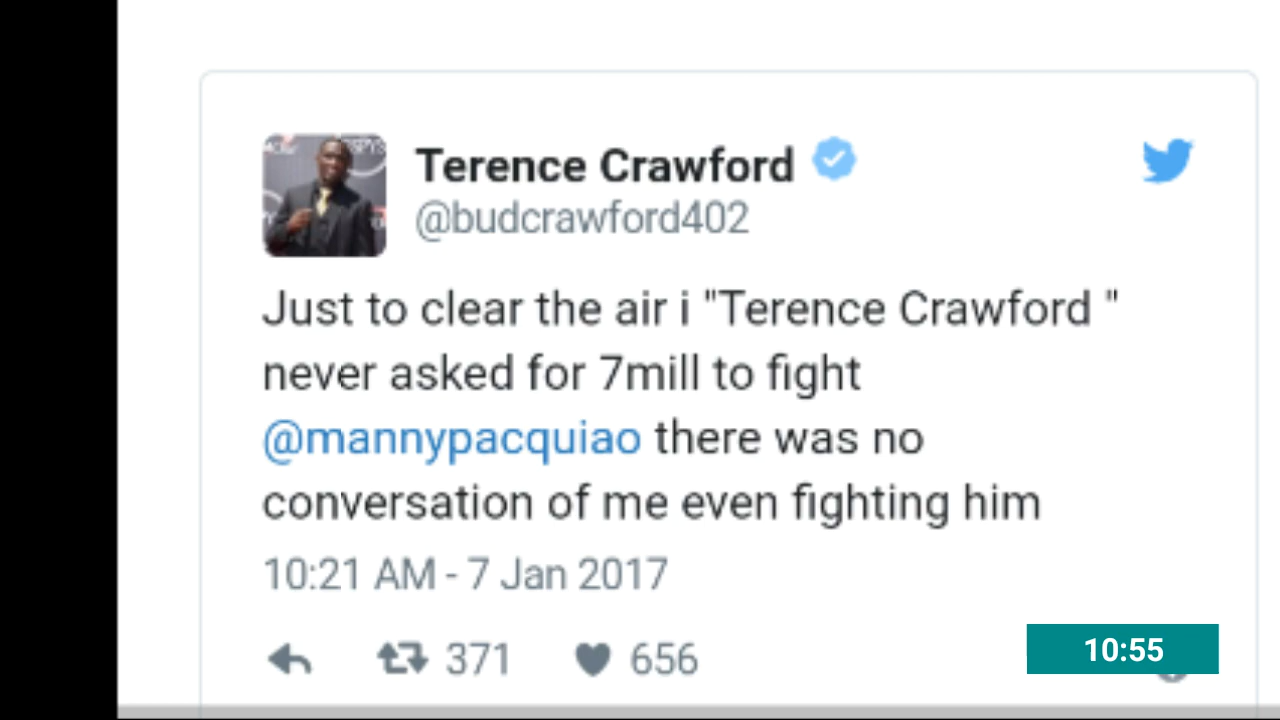 Terence Crawford
@budcrawford402
Just to clear the air i "Terence Crawford "
never asked for 7mill to fight
@mannypacquiao there was no
conversation of me even fighting him
10:21 AM - 7 Jan 2017
371 656
10:55